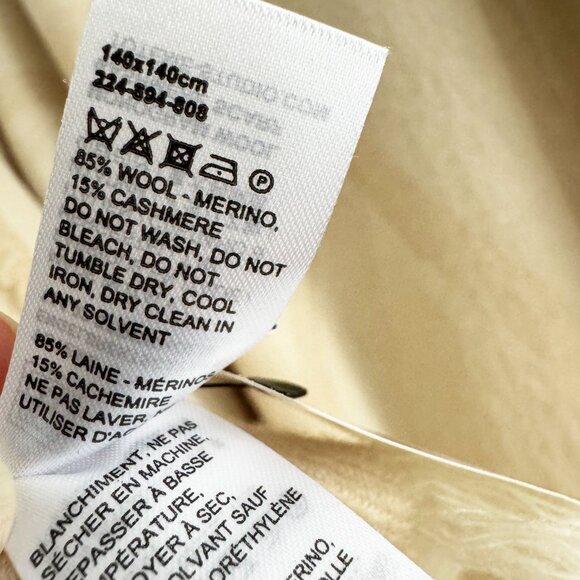 140x140cm
224-894-808
P
85% WOOL - MERINO,
15% CASHMERE
DO NOT WASH, DO NOT
BLEACH, DO NOT
TUMBLE DRY, COOL
IRON, DRY CLEAN IN
ANY SOLVENT
85% LAINE - MÉRINOS
15% CACHEMIRE
NE PAS LAVER,
UTILISER D'A
BLANCHIMENT, NE PAS
SÉCHER EN MACHINE,
REPASSER À BASSE
TEMPÉRATURE,
À SEC,
SOLVANT SAUF